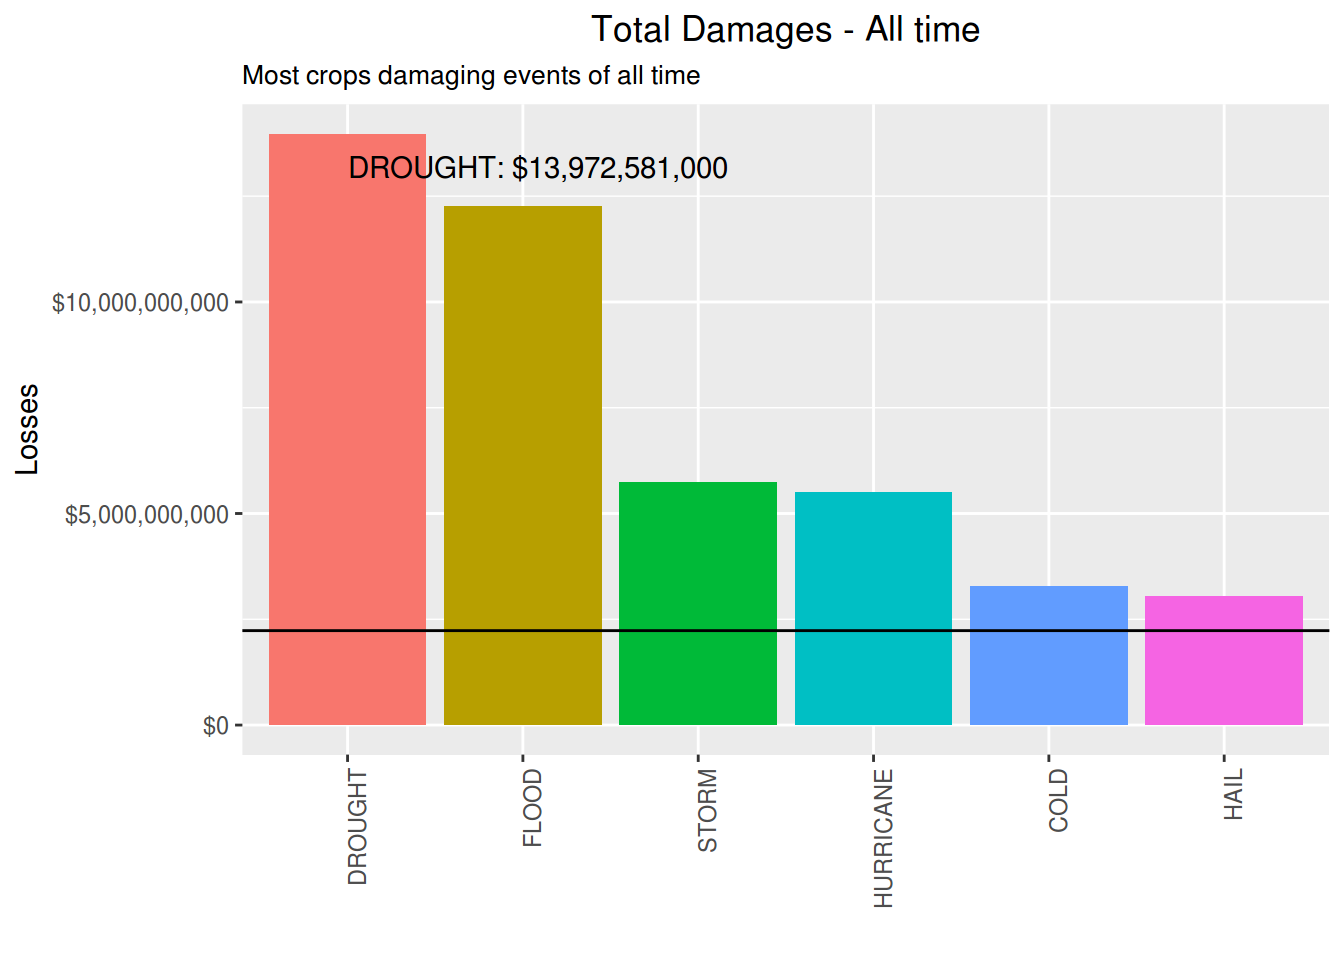 Total Damages - All time
Most crops damaging events of all time
DROUGHT: $13,972,581,000
$10,000,000,000
$5,000,000,000
$0
Losses
DROUGHT
FLOOD
STORM
HURRICANE
COLD
HAIL